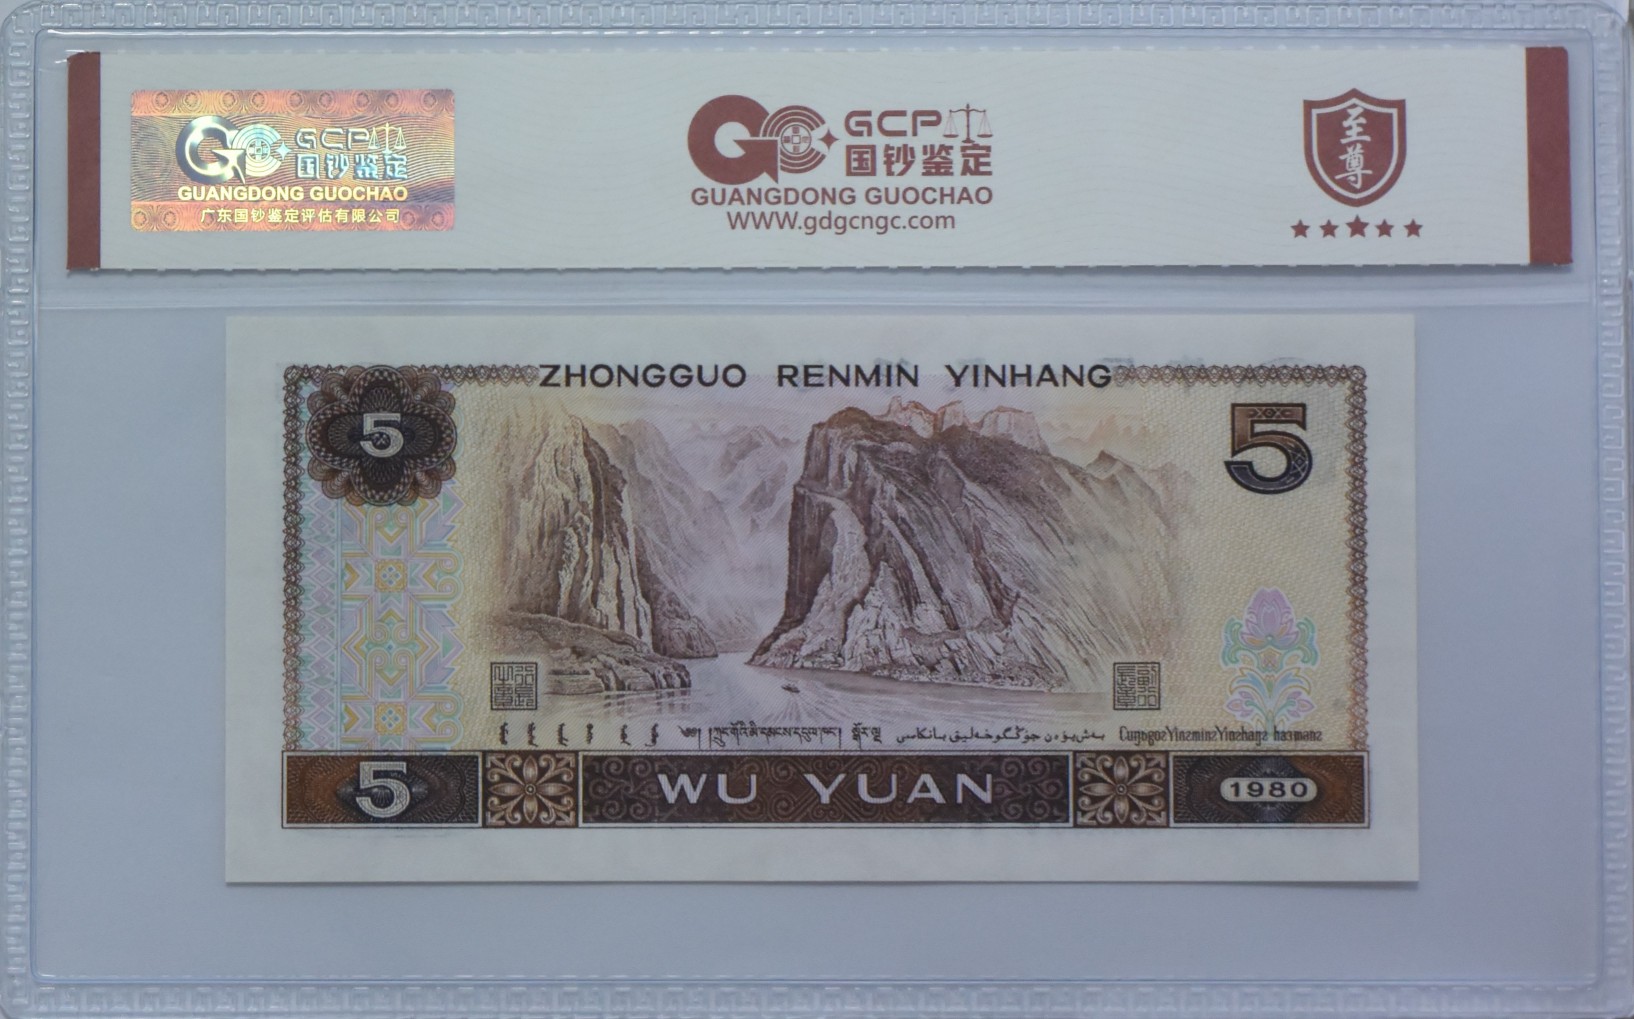 GCP
国钞鉴定
GUANGDONG GUOCHAO
广东国钞鉴定评估有限公司
GCP
国钞鉴定
GUANGDONG GUOCHAO
WWW.gdgcngc.com
至尊
ZHONGGUO RENMIN YINHANG
5
5
5 WU YUAN 1980